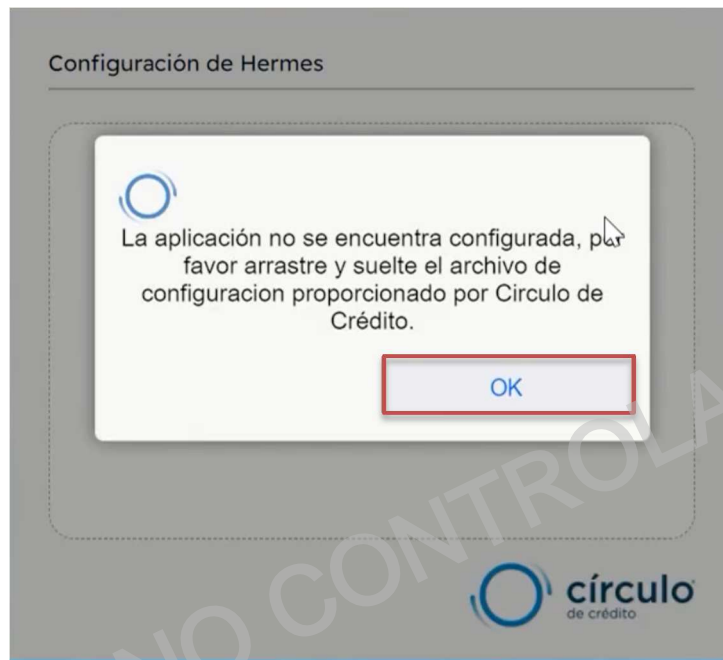 Configuración de Hermes
La aplicación no se encuentra configurada, por
favor arrastre y suelte el archivo de
configuracion proporcionado por Circulo de
Crédito.
OK
NO CONTROLA
círculo
de crédito